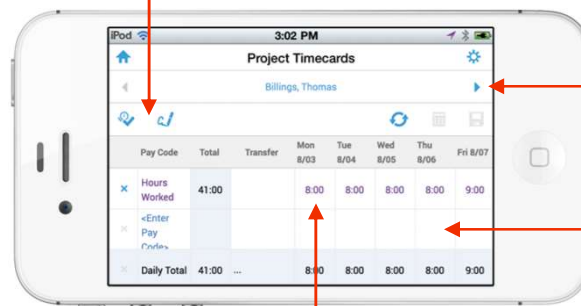 iPod 3:02 PM
Project Timecards
Billings, Thomas
Pay Code Total Transfer Mon 8/03 Tue 8/04 Wed 8/05 Thu 8/06 Fri 8/07
Hours Worked 41:00 8:00 8:00 8:00 8:00 9:00
<Enter Pay Code>
Daily Total 41:00 ... 8:00 8:00 8:00 8:00 9:00